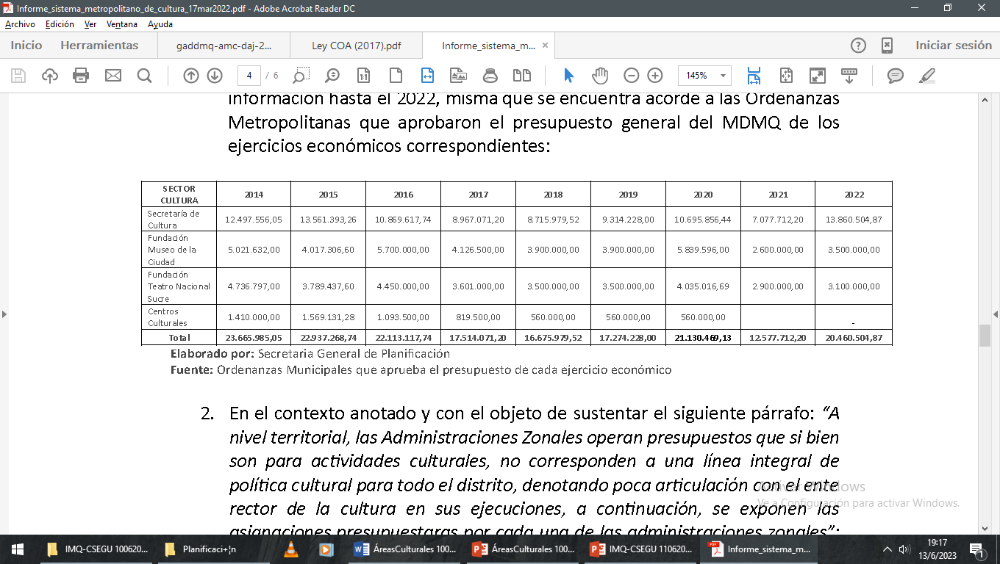 Informe_sistema_metropolitano_de_cultura_17mar2022.pdf - Adobe Acrobat Reader DC
Archivo Edición Ver Ventana Ayuda
Inicio Herramientas gaddmq-amc-daj-2... Ley COA (2017).pdf Informe_sistema_m... × Iniciar sesión
4 / 6 145%
información hasta el 2022, misma que se encuentra acorde a las Ordenanzas
Metropolitanas que aprobaron el presupuesto general del MDMQ de los
ejercicios económicos correspondientes:
SECTOR CULTURA 2014 2015 2016 2017 2018 2019 2020 2021 2022
Secretaría de Cultura 12.497.556,05 13.561.393,26 10.869.617,74 8.967.071,20 8.715.979,52 9.314.228,00 10.695.856,44 7.077.712,20 13.860.504,87
Fundación Museo de la Ciudad 5.021.632,00 4.017.306,60 5.700.000,00 4.126.500,00 3.900.000,00 3.900.000,00 5.839.596,00 2.600.000,00 3.500.000,00
Fundación Teatro Nacional Sucre 4.736.797,00 3.789.437,60 4.450.000,00 3.601.000,00 3.500.000,00 3.500.000,00 4.035.016,69 2.900.000,00 3.100.000,00
Centros Culturales 1.410.000,00 1.569.131,28 1.093.500,00 819.500,00 560.000,00 560.000,00 560.000,00 -
Total 23.665.985,05 22.937.268,74 22.113.117,74 17.514.071,20 16.675.979,52 17.274.228,00 21.130.469,13 12.577.712,20 20.460.504,87
Elaborado por: Secretaria General de Planificación
Fuente: Ordenanzas Municipales que aprueba el presupuesto de cada ejercicio económico
2. En el contexto anotado y con el objeto de sustentar el siguiente párrafo: “A
nivel territorial, las Administraciones Zonales operan presupuestos que si bien
son para actividades culturales, no corresponden a una línea integral de
política cultural para todo el distrito, denotando poca articulación con el ente
rector de la cultura en sus ejecuciones, a continuación, se exponen las
asignaciones presupuestaras por cada una de las administraciones zonales”:
Activar Windows
Ve a Configuración para activar Windows.
IMQ-CSEGU 100620... Planificaci+¦n ÁreasCulturales 100... ÁreasCulturales 100... IMQ-CSEGU 110620... Informe_sistema_m...
19:17
13/6/2023
1